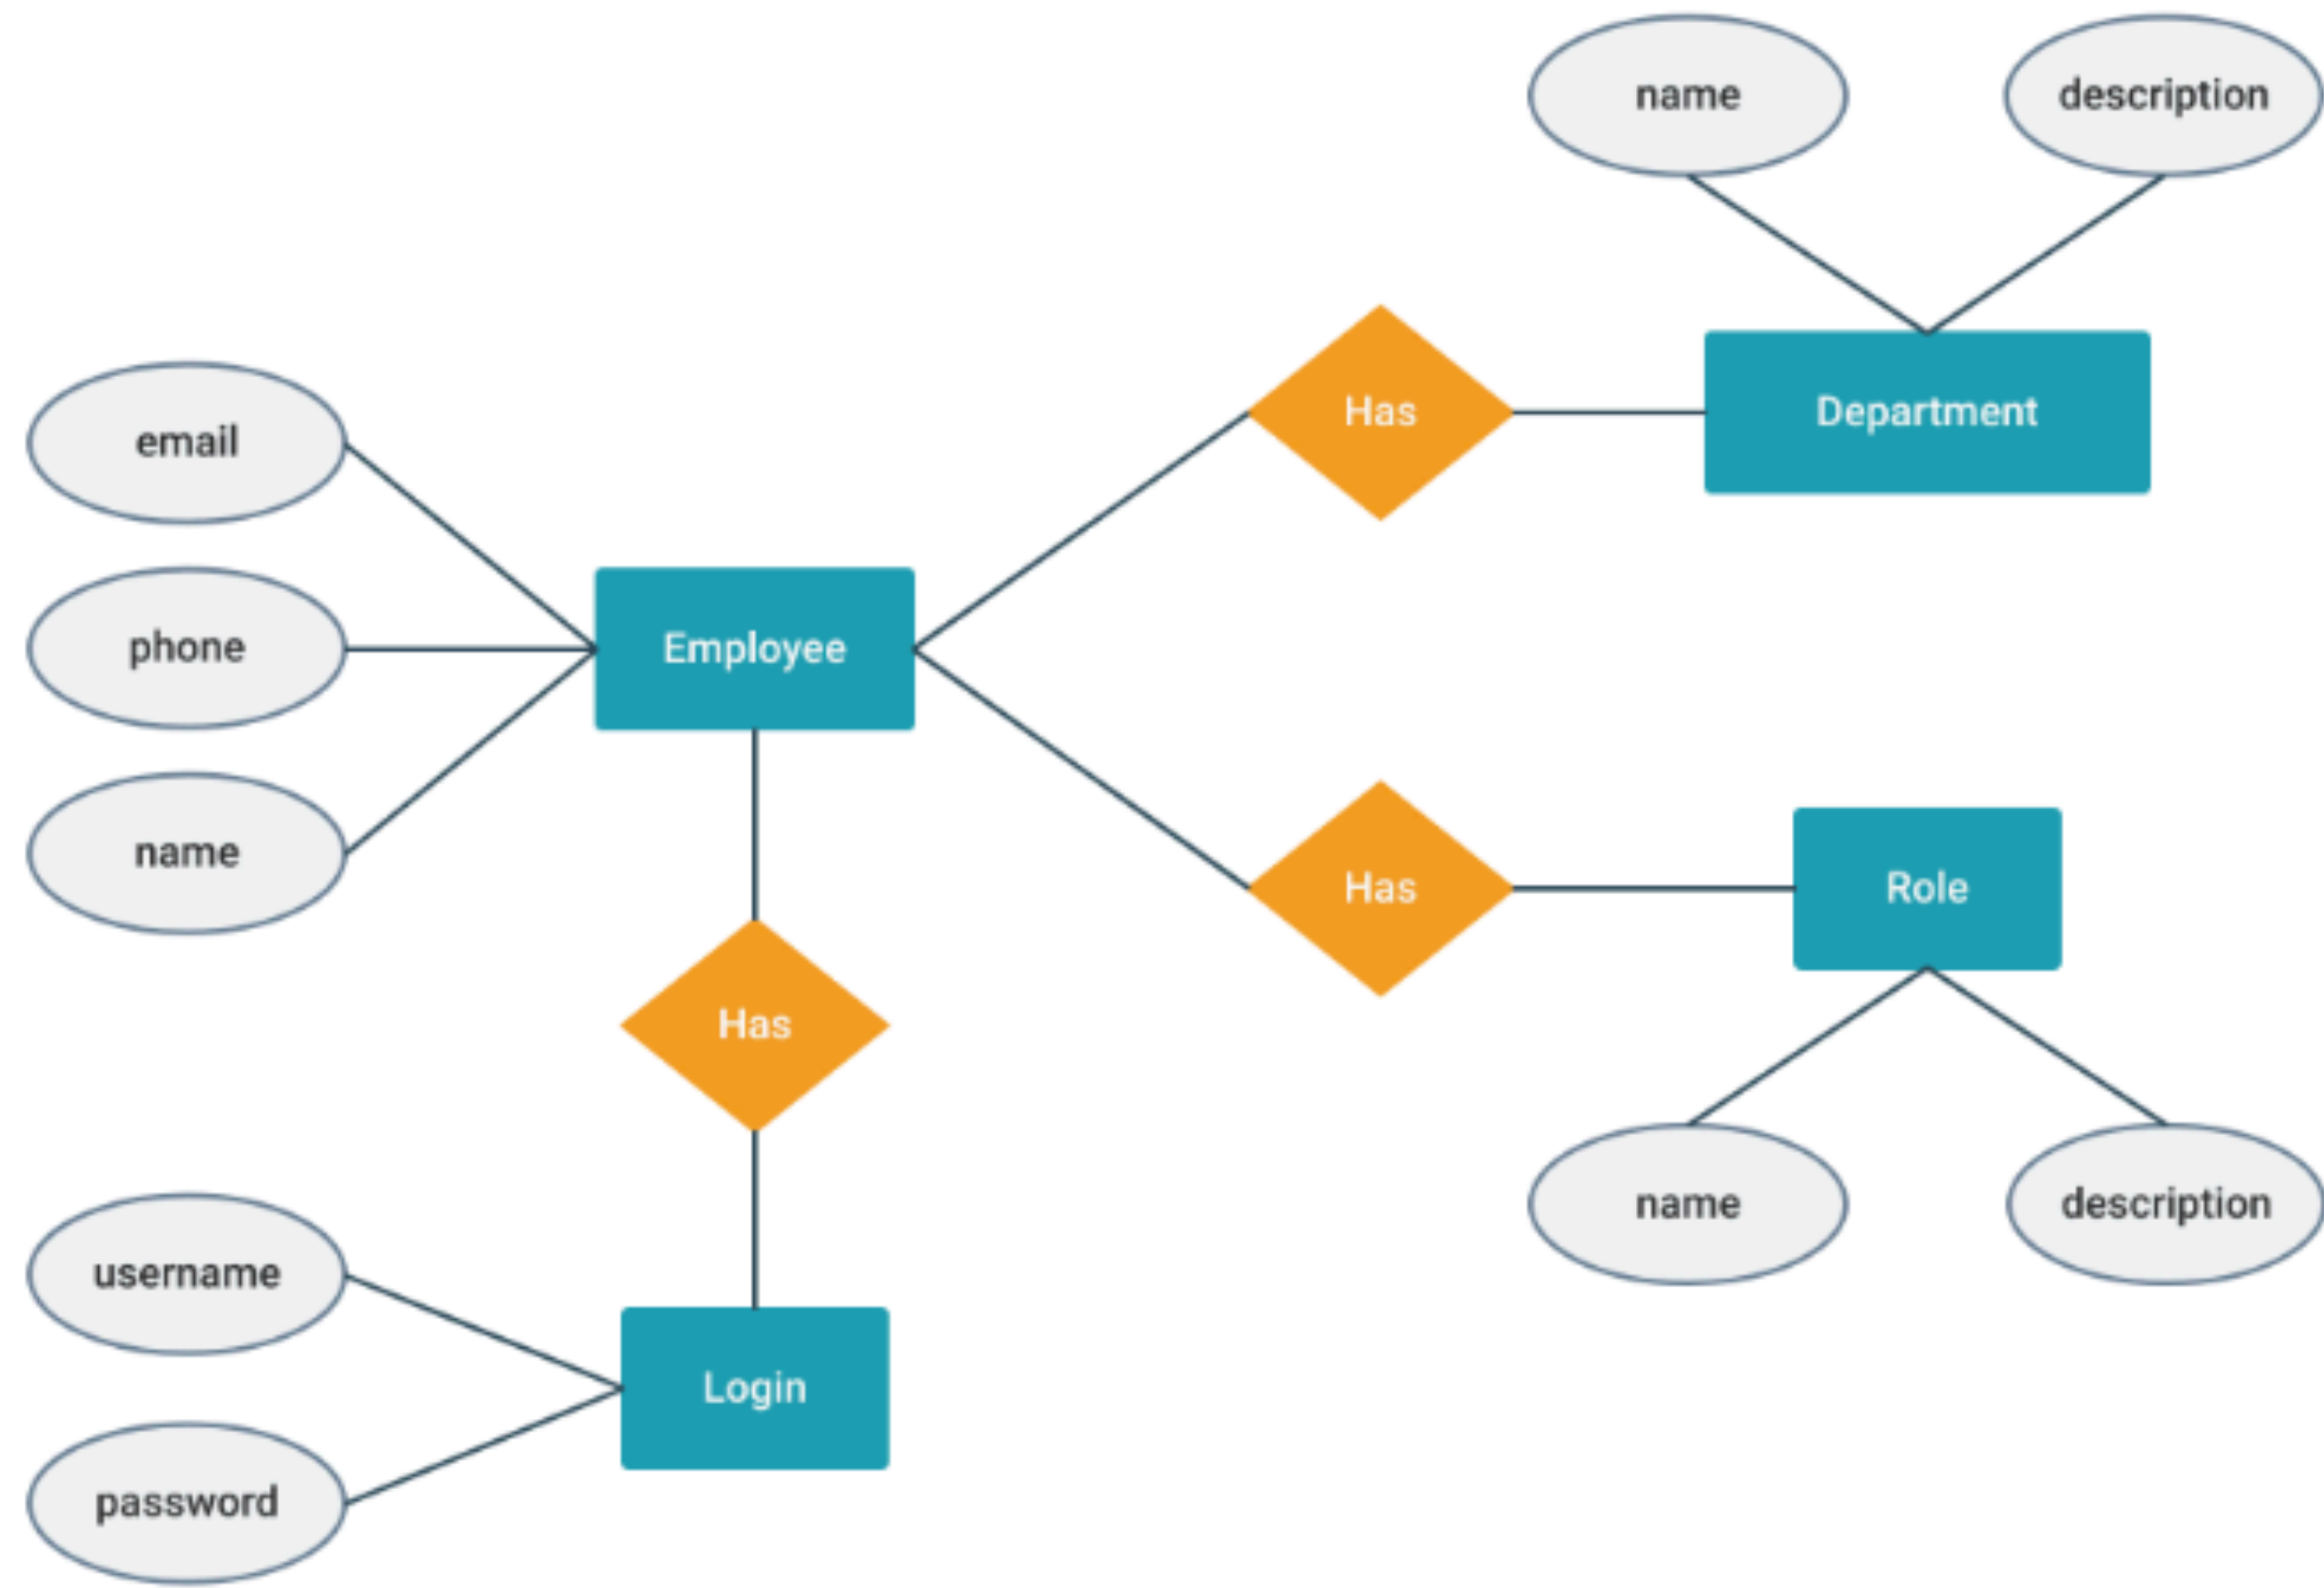 name
description
Has
Department
email
phone
Employee
name
Has
Role
Has
name
description
username
Login
password